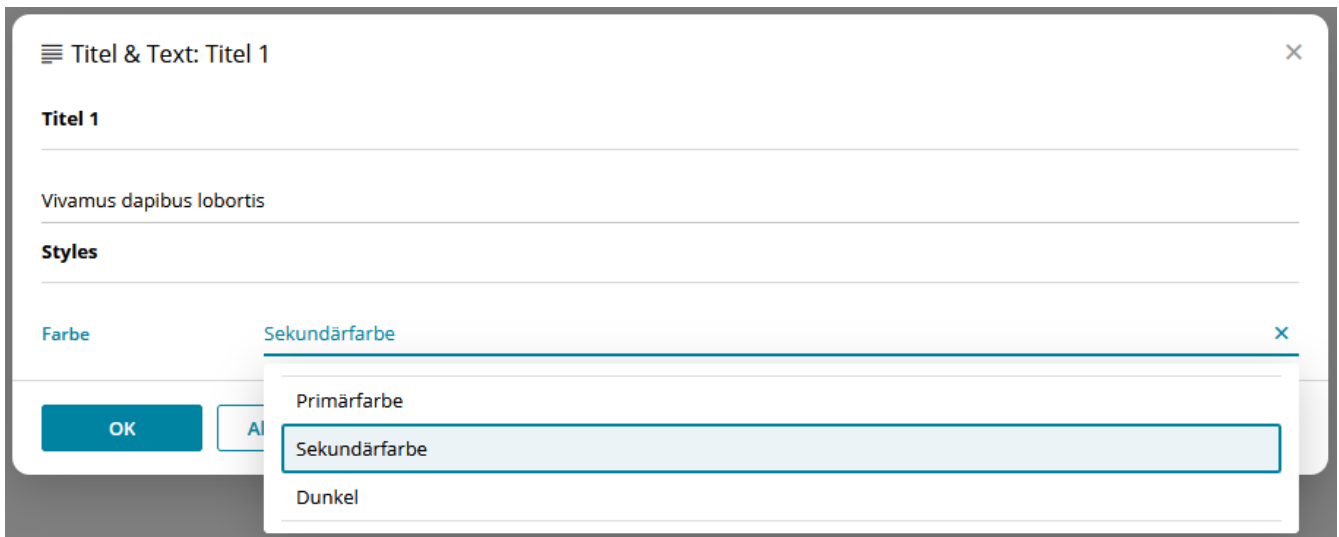 Titel & Text: Titel 1
Titel 1
Vivamus dapibus lobortis
Styles
Farbe Sekundärfarbe
Primärfarbe
OK
Sekundärfarbe
Dunkel